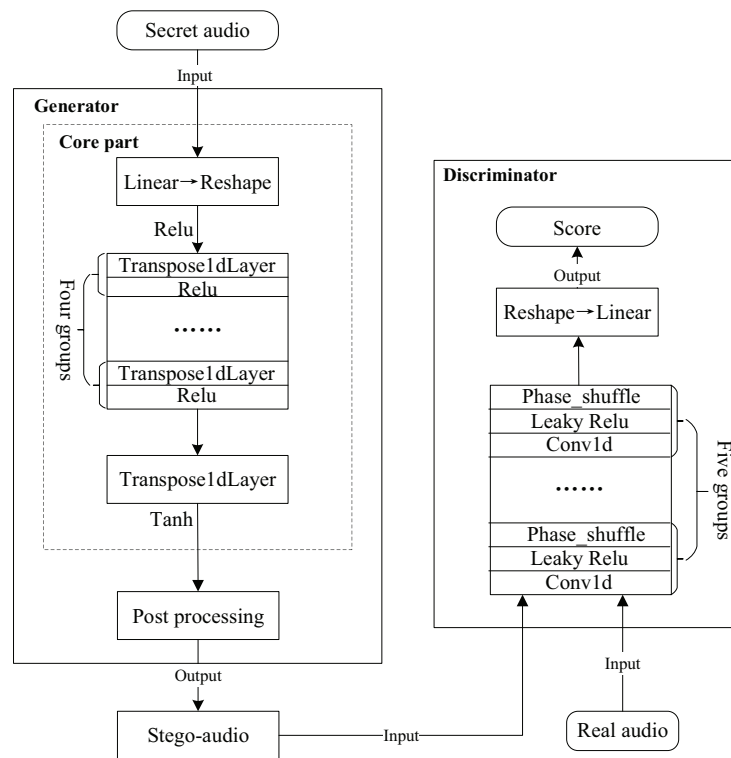 Secret audio
Input
Generator
Core part
Linear→Reshape
Relu
Four groups
Transpose1dLayer
Relu
······
Transpose1dLayer
Relu
Transpose1dLayer
Tanh
Post processing
Output
Stego-audio
Input
Discriminator
Score
Output
Reshape→Linear
Phase_shuffle
Leaky Relu
Conv1d
······
Five groups
Phase_shuffle
Leaky Relu
Conv1d
Input
Real audio